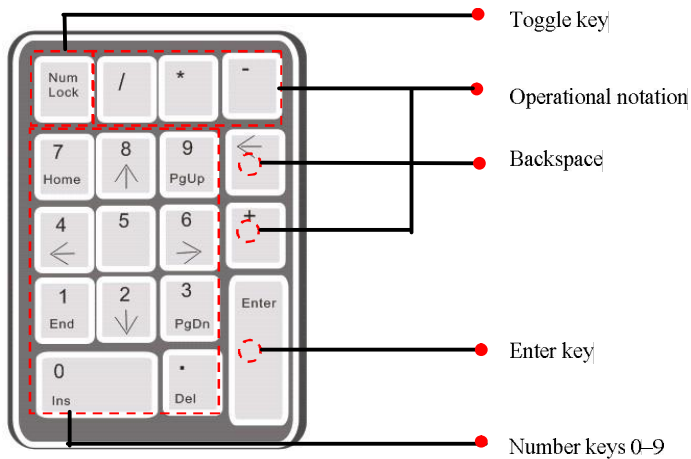 Toggle key
Num
Lock
/
*
-
Operational notation
7
Home
8
9
PgUp
Backspace
4
5
6
+
1
End
2
3
PgDn
Enter
Enter key
0
Ins
.
Del
Number keys 0–9